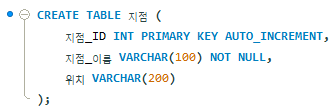 CREATE TABLE 지점 (
지점_ID INT PRIMARY KEY AUTO_INCREMENT,
지점_이름 VARCHAR(100) NOT NULL,
위치 VARCHAR(200)
);